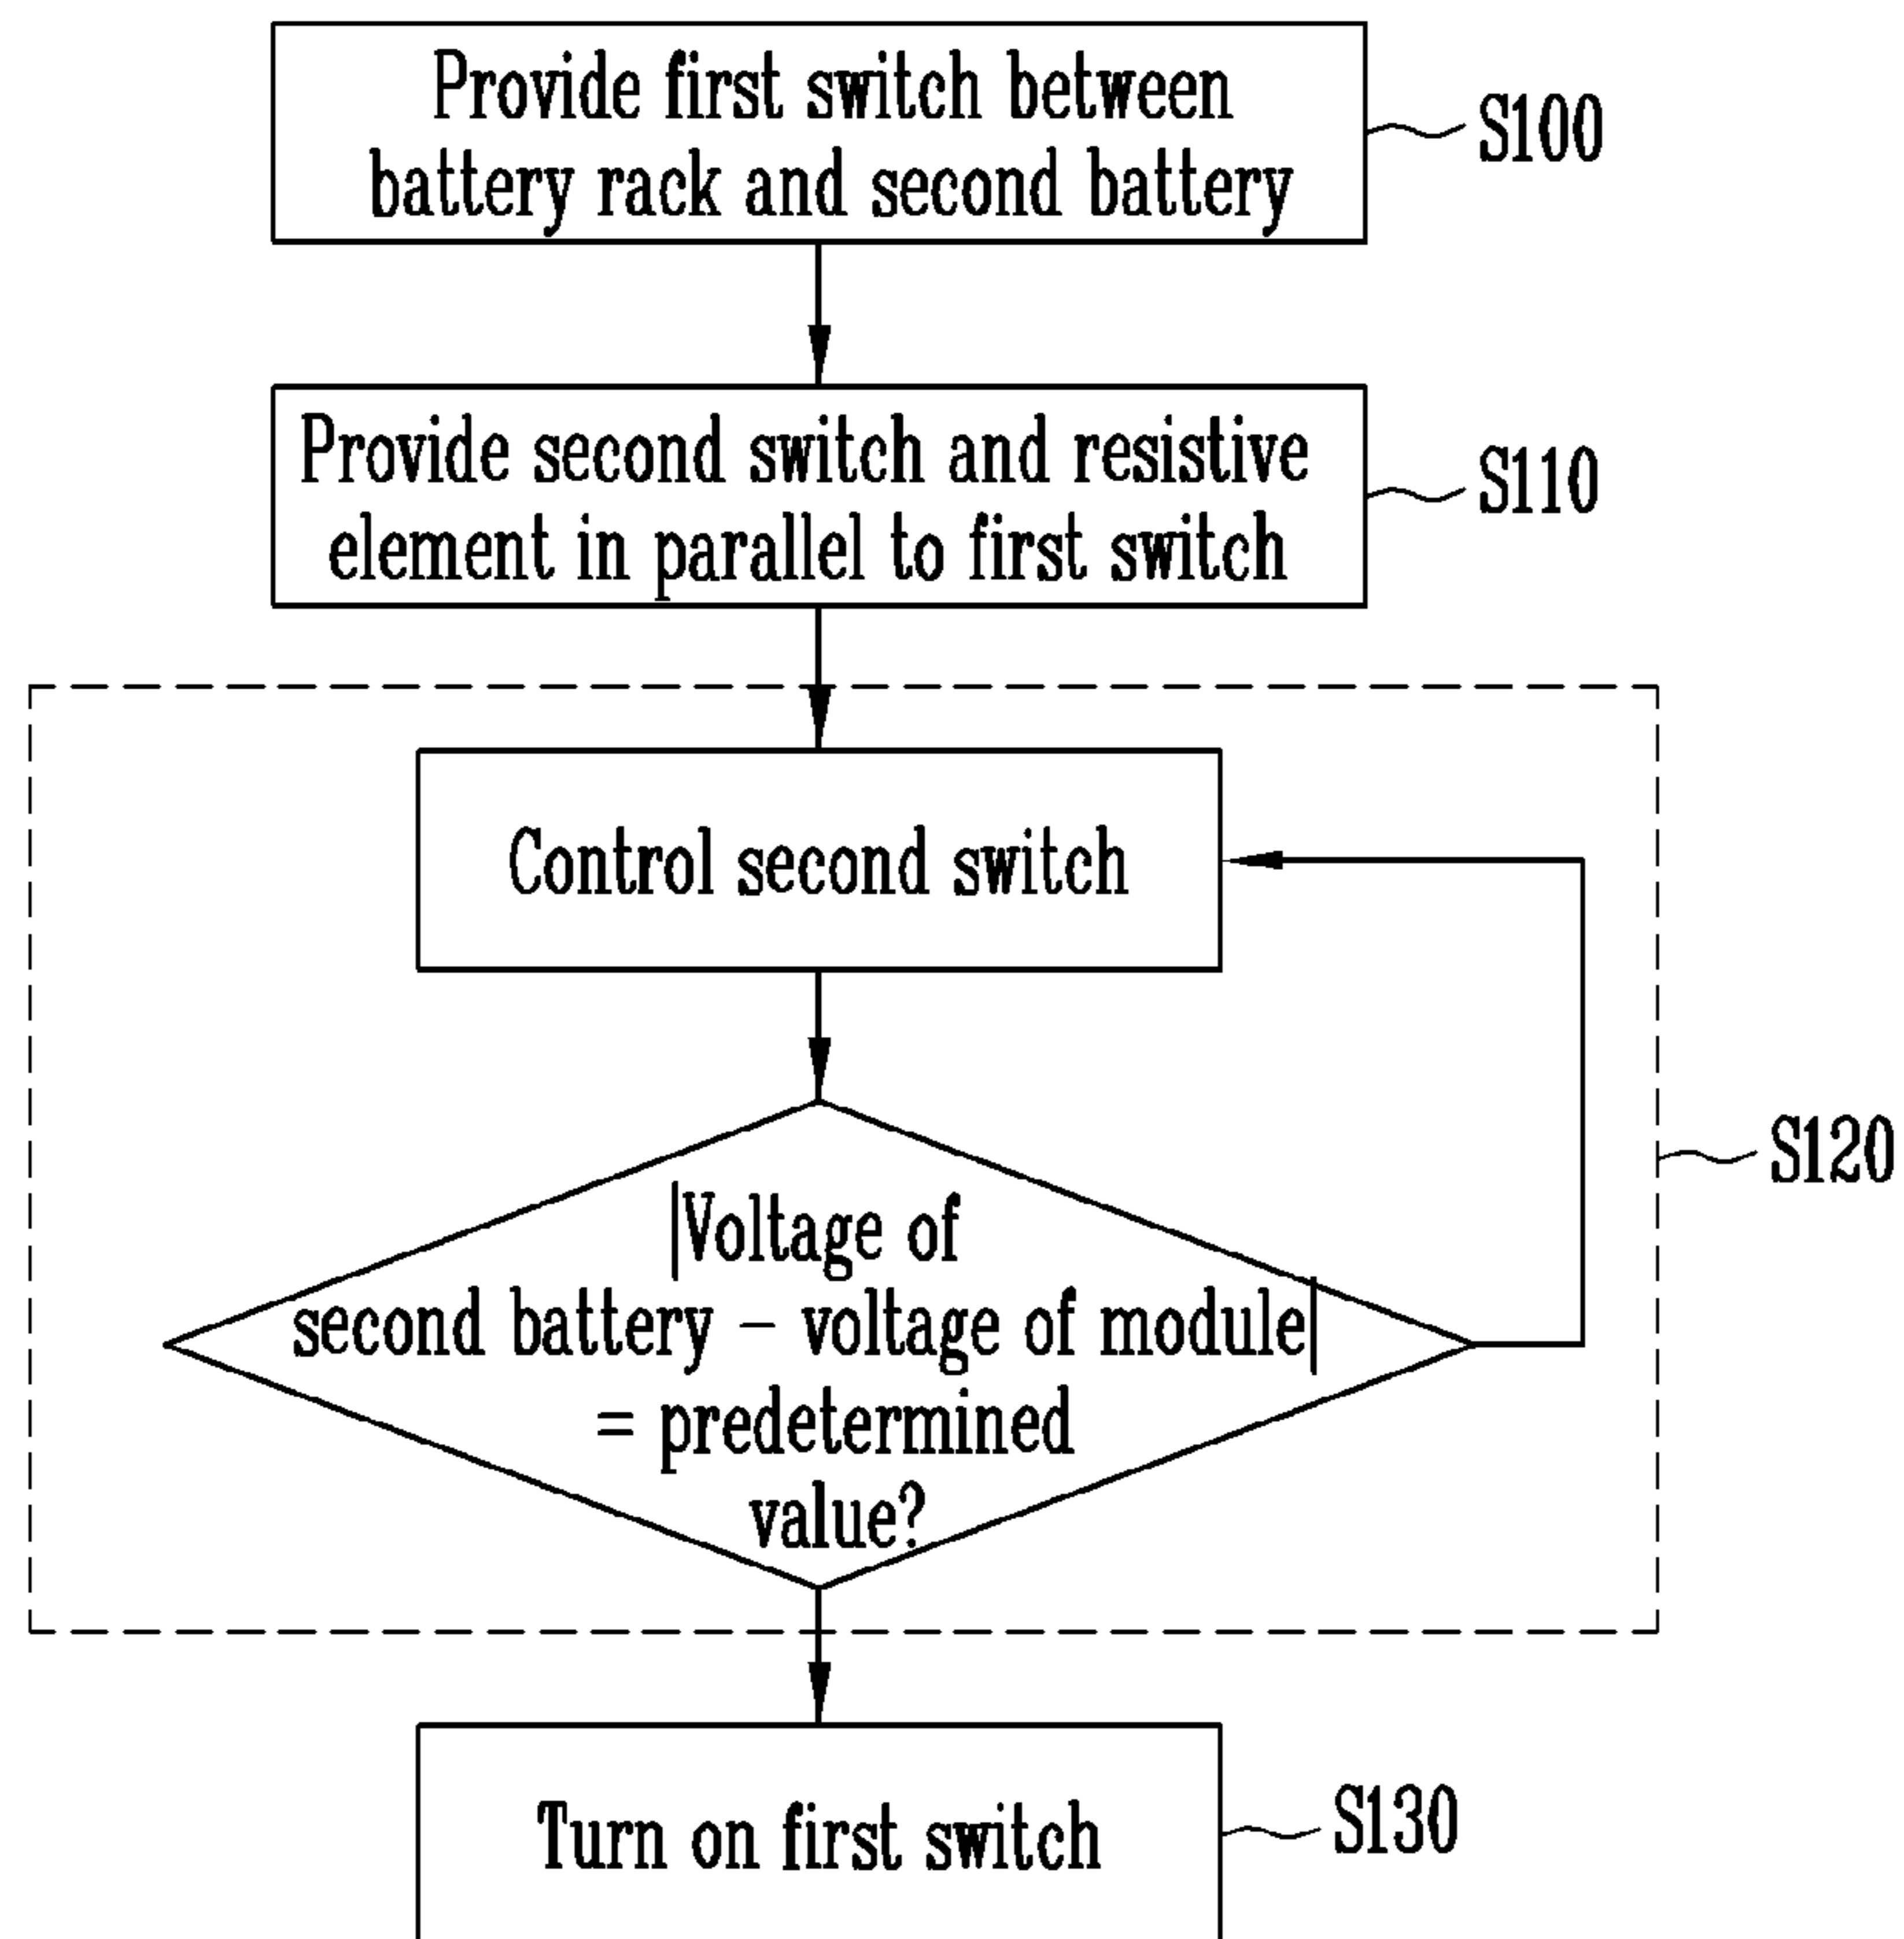 Provide first switch between
battery rack and second battery
S100
Provide second switch and resistive
element in parallel to first switch
S110
Control second switch
|Voltage of
second battery – voltage of module|
= predetermined
value?
S120
Turn on first switch
S130